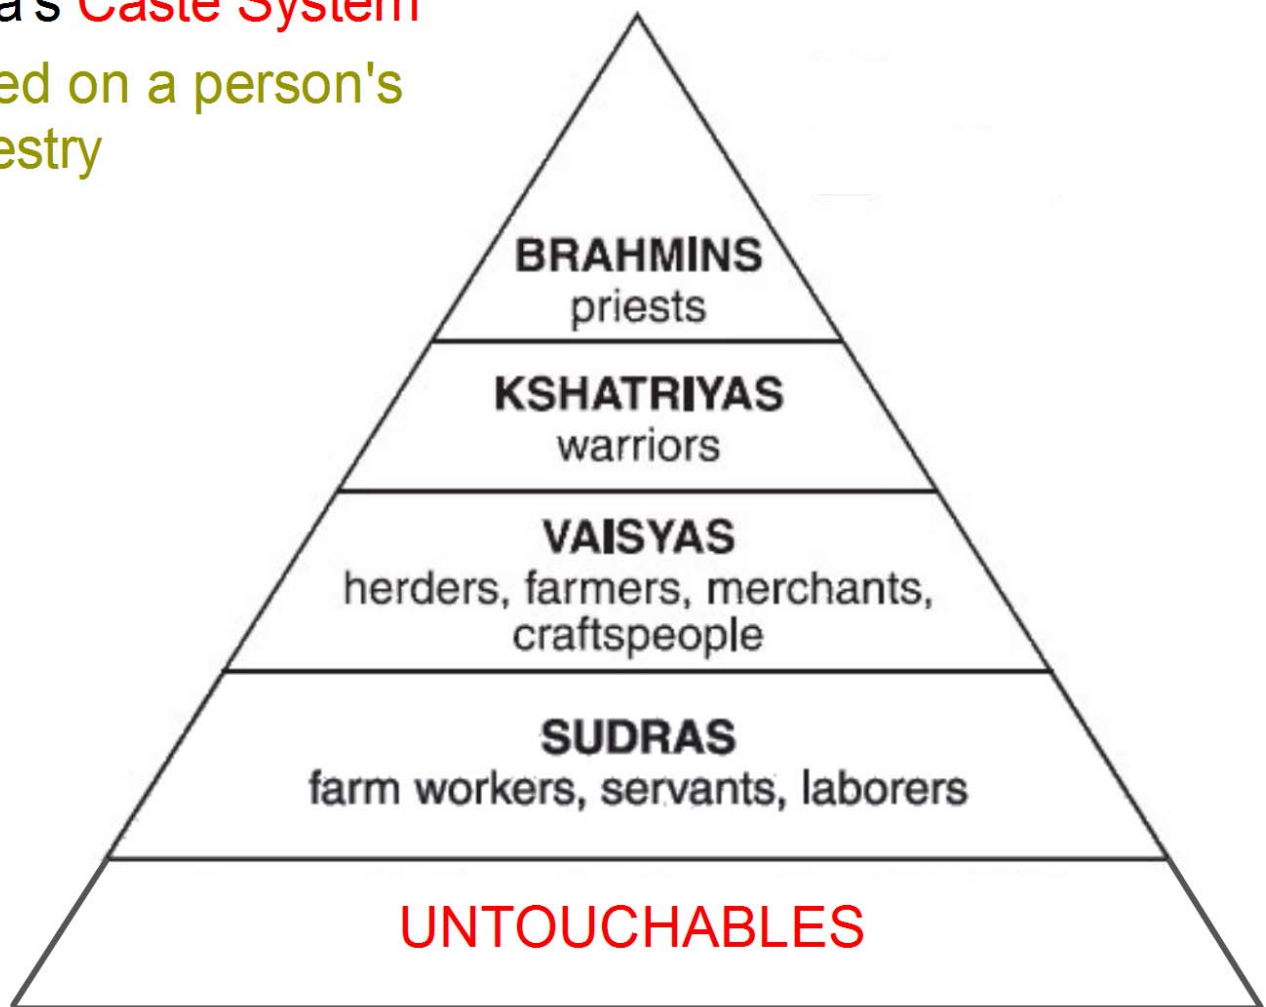 a's Caste System
ed on a person's
estry
BRAHMINS
priests
KSHATRIYAS
warriors
VAISYAS
herders, farmers, merchants,
craftspeople
SUDRAS
farm workers, servants, laborers
UNTOUCHABLES